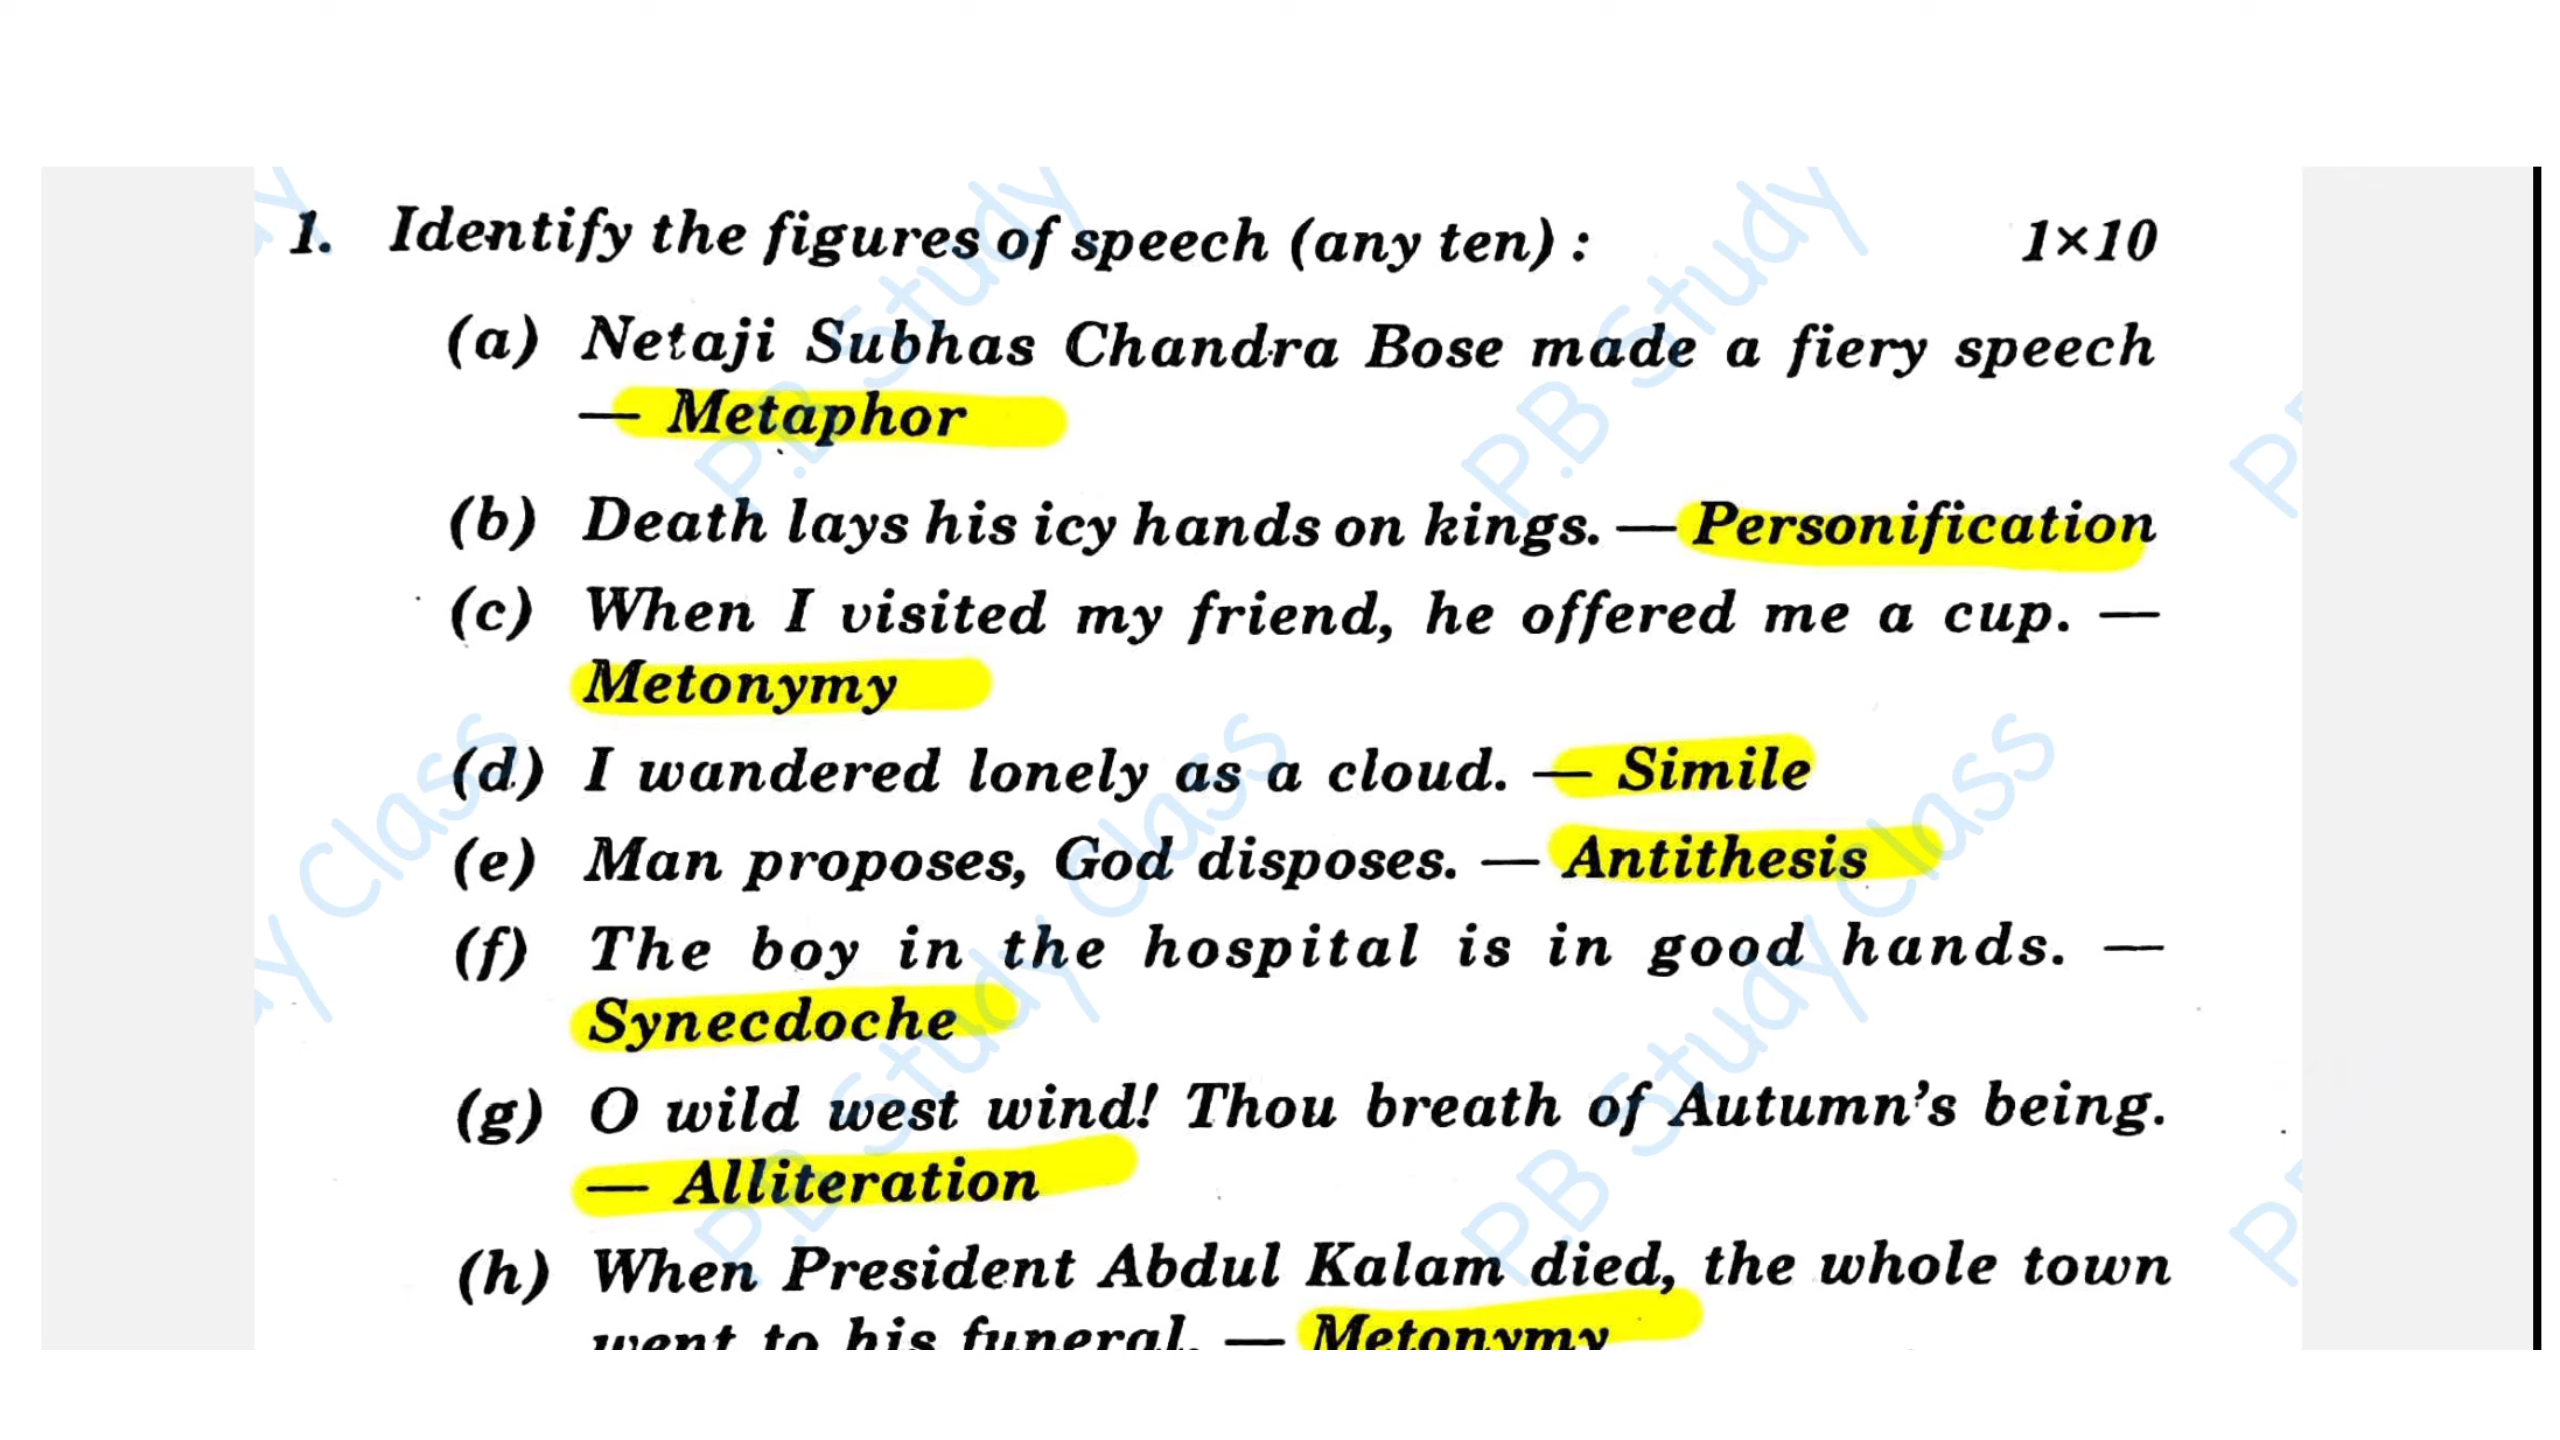 1. Identify the figures of speech (any ten) : 1×10
(a) Netaji Subhas Chandra Bose made a fiery speech
— Metaphor
(b) Death lays his icy hands on kings. — Personification
(c) When I visited my friend, he offered me a cup. —
Metonymy
(d) I wandered lonely as a cloud. — Simile
(e) Man proposes, God disposes. — Antithesis
(f) The boy in the hospital is in good hands. —
Synecdoche
(g) O wild west wind! Thou breath of Autumn's being.
— Alliteration
(h) When President Abdul Kalam died, the whole town
went to his funeral. — Metonymy
P.B Study Class